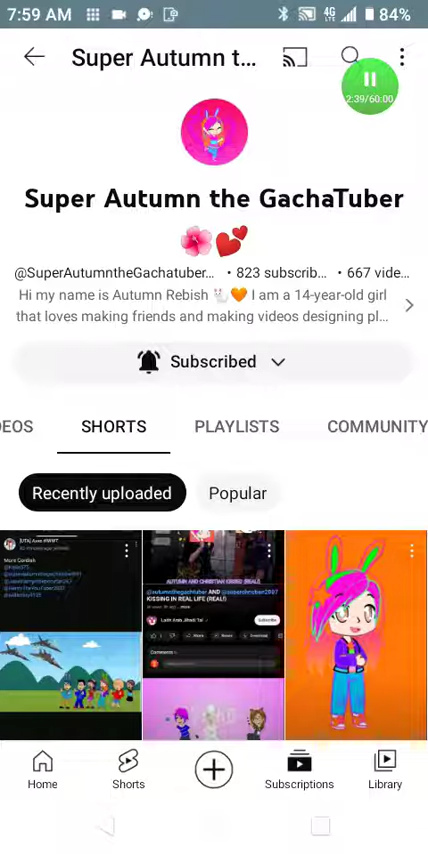 7:59 AM
4G
84%
Super Autumn t...
2:39/60:00
Super Autumn the GachaTuber
🌺💕
@SuperAutumntheGachatuber... • 823 subscrib... • 667 vide...
Hi my name is Autumn Rebish 🐇🧡 I am a 14-year-old girl
that loves making friends and making videos designing pl...
Subscribed
DEOS
SHORTS
PLAYLISTS
COMMUNITY
Recently uploaded
Popular
AUTUMN AND CHRISTIAN KISSING (REAL!)
KISSING IN REAL LIFE (REAL!)
Subscribe
Home
Shorts
Subscriptions
Library